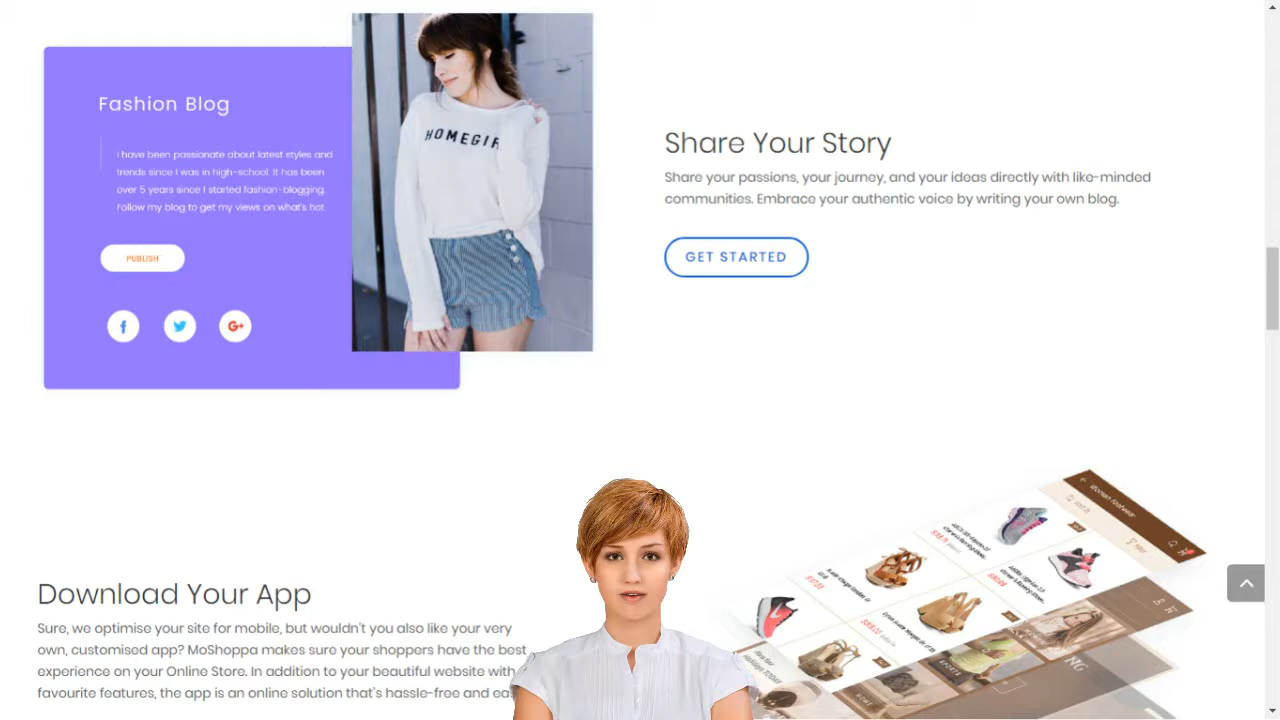 Fashion Blog
I have been passionate about latest styles and
trends since I was in high-school. It has been
over 5 years since I started fashion-blogging.
Follow my blog to get my views on what's hot.
PUBLISH
HOMEGIR
Share Your Story
Share your passions, your journey, and your ideas directly with like-minded
communities. Embrace your authentic voice by writing your own blog.
GET STARTED
Download Your App
Sure, we optimise your site for mobile, but wouldn't you also like your very
own, customised app? MoShoppa makes sure your shoppers have the best
experience on your Online Store. In addition to your beautiful website with
favourite features, the app is an online solution that's hassle-free and
Women Footwear